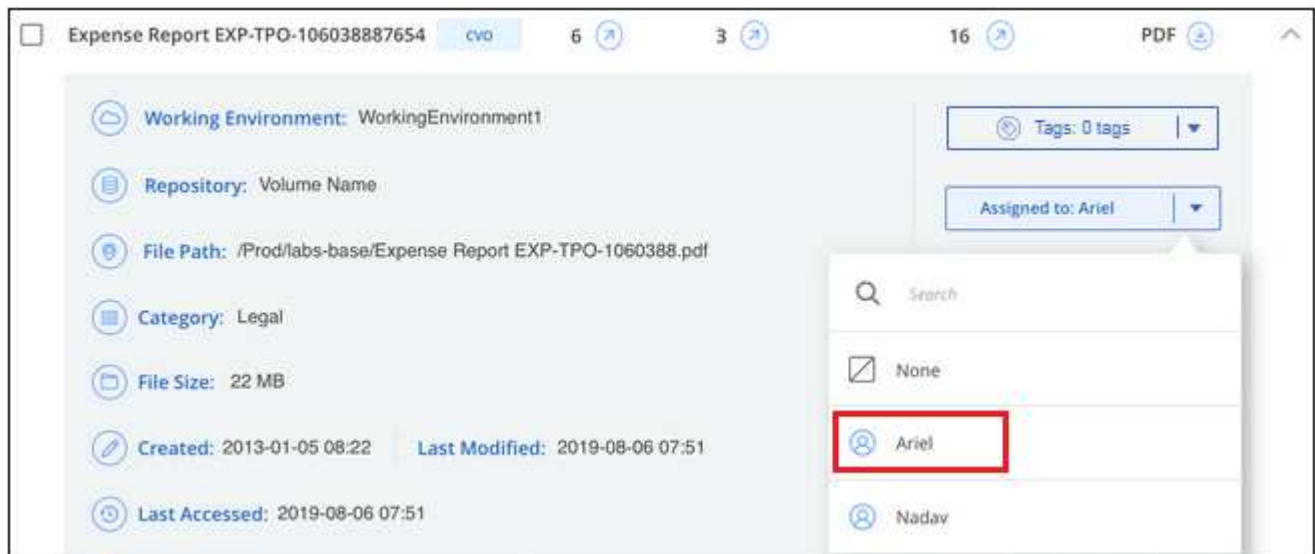 Expense Report EXP-TPO-106038887654 cvo 6 3 16 PDF
Working Environment: WorkingEnvironment1
Tags: 0 tags
Repository: Volume Name
Assigned to: Ariel
File Path: /Prod/labs-base/Expense Report EXP-TPO-1060388.pdf
Search
Category: Legal
None
File Size: 22 MB
Ariel
Created: 2013-01-05 08:22 Last Modified: 2019-08-06 07:51
Last Accessed: 2019-08-06 07:51
Nadav